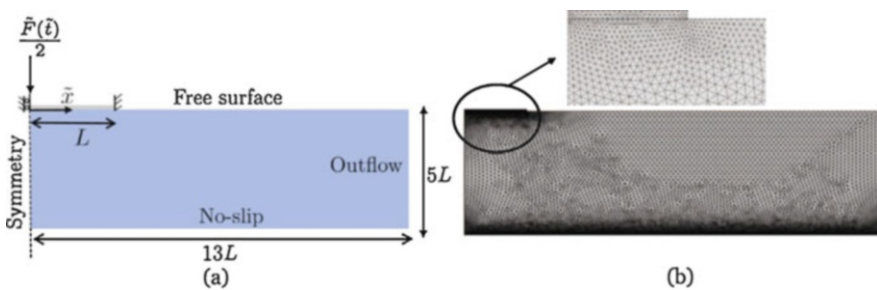 F̃(t̃)
2
x̃
Free surface
L
Symmetry
Outflow
5L
No-slip
13L
(a)
(b)